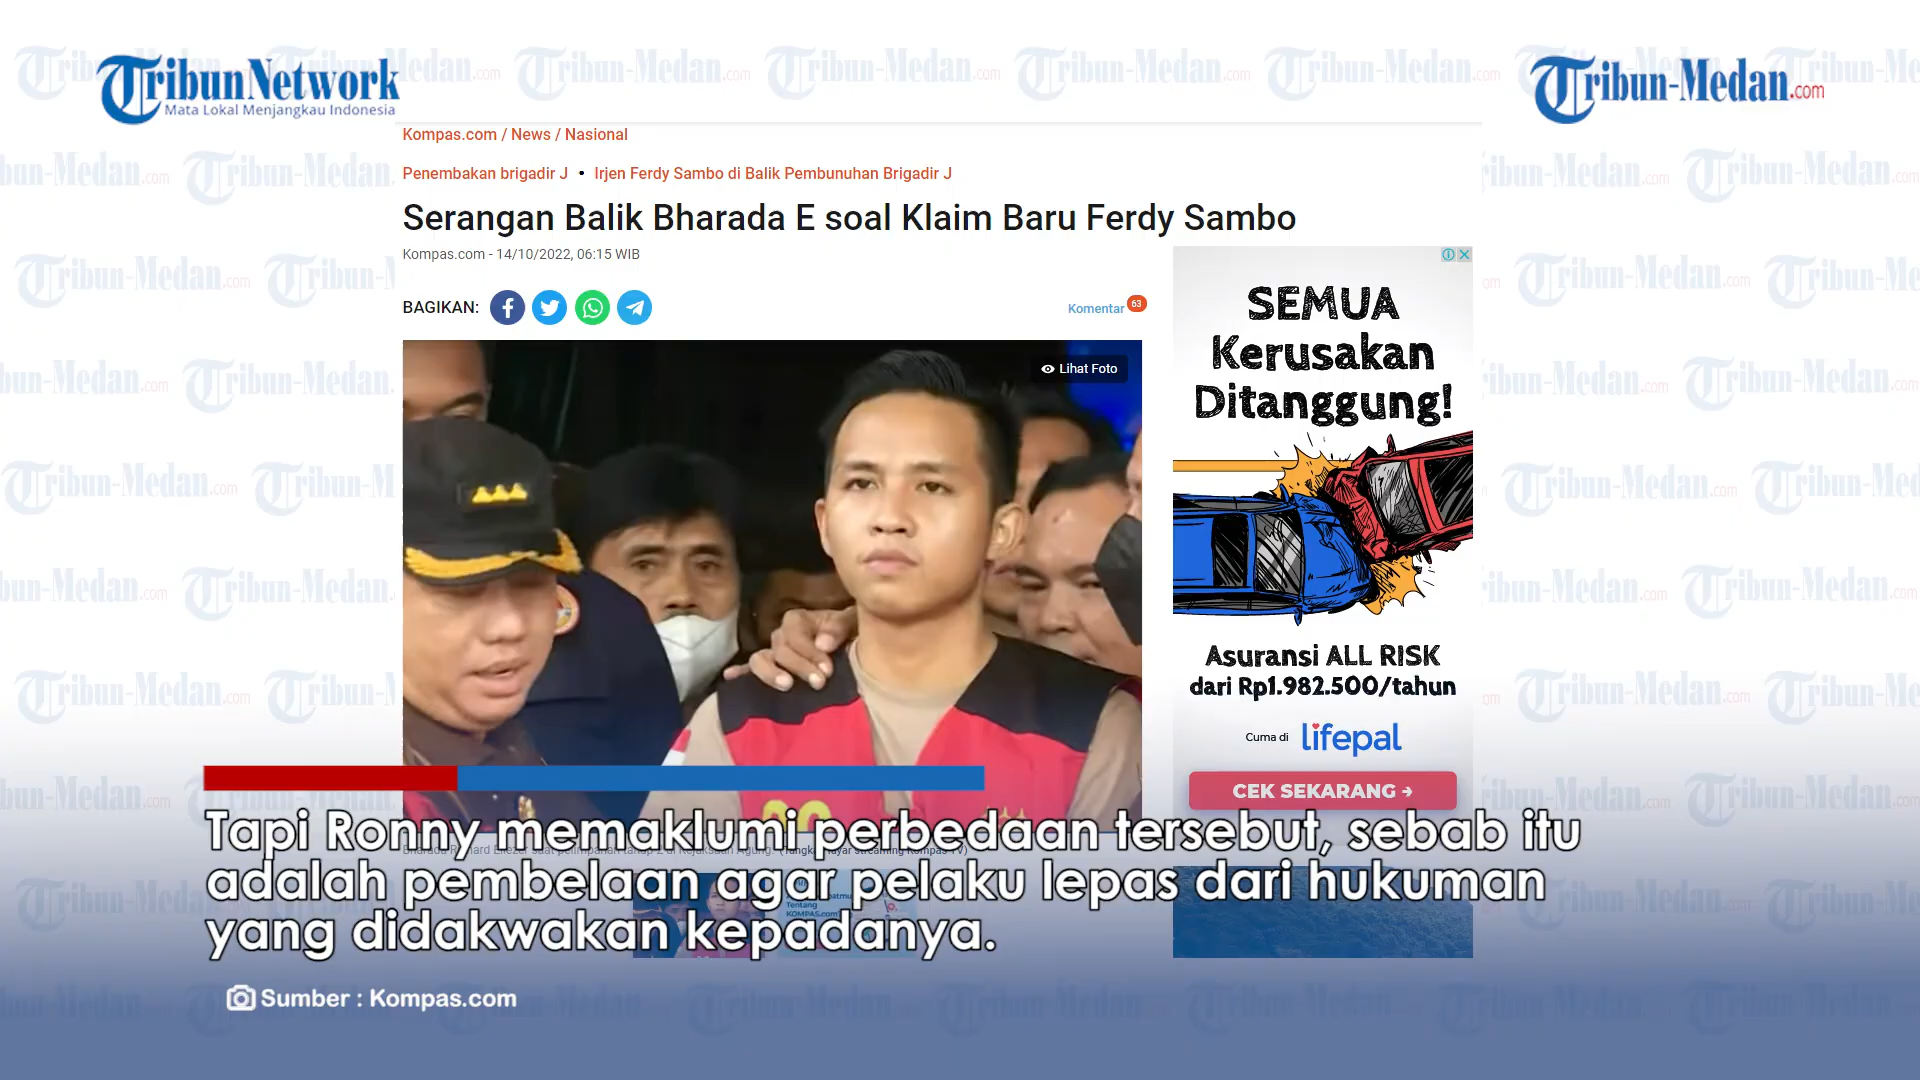 Tribun Network
Mata Lokal Menjangkau Indonesia
Tribun-Medan.com
Kompas.com / News / Nasional
Penembakan brigadir J • Irjen Ferdy Sambo di Balik Pembunuhan Brigadir J
Serangan Balik Bharada E soal Klaim Baru Ferdy Sambo
Kompas.com - 14/10/2022, 06:15 WIB
BAGIKAN:
Komentar 63
Lihat Foto
SEMUA
Kerusakan
Ditanggung!
Asuransi ALL RISK
dari Rp1.982.500/tahun
Cuma di lifepal
CEK SEKARANG →
Tapi Ronny memaklumi perbedaan tersebut, sebab itu
adalah pembelaan agar pelaku lepas dari hukuman
yang didakwakan kepadanya.
Sumber : Kompas.com